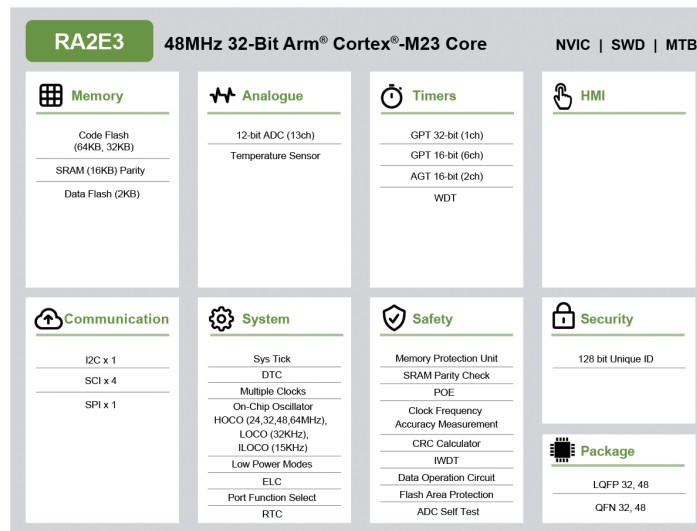 RA2E3
48MHz 32-Bit Arm® Cortex®-M23 Core
NVIC | SWD | MTB
Memory
Code Flash
(64KB, 32KB)
SRAM (16KB) Parity
Data Flash (2KB)
Analogue
12-bit ADC (13ch)
Temperature Sensor
Timers
GPT 32-bit (1ch)
GPT 16-bit (6ch)
AGT 16-bit (2ch)
WDT
HMI
Communication
I2C x 1
SCI x 4
SPI x 1
System
Sys Tick
DTC
Multiple Clocks
On-Chip Oscillator
HOCO (24,32,48,64MHz),
LOCO (32KHz),
ILOCO (15KHz)
Low Power Modes
ELC
Port Function Select
RTC
Safety
Memory Protection Unit
SRAM Parity Check
POE
Clock Frequency
Accuracy Measurement
CRC Calculator
IWDT
Data Operation Circuit
Flash Area Protection
ADC Self Test
Security
128 bit Unique ID
Package
LQFP 32, 48
QFN 32, 48